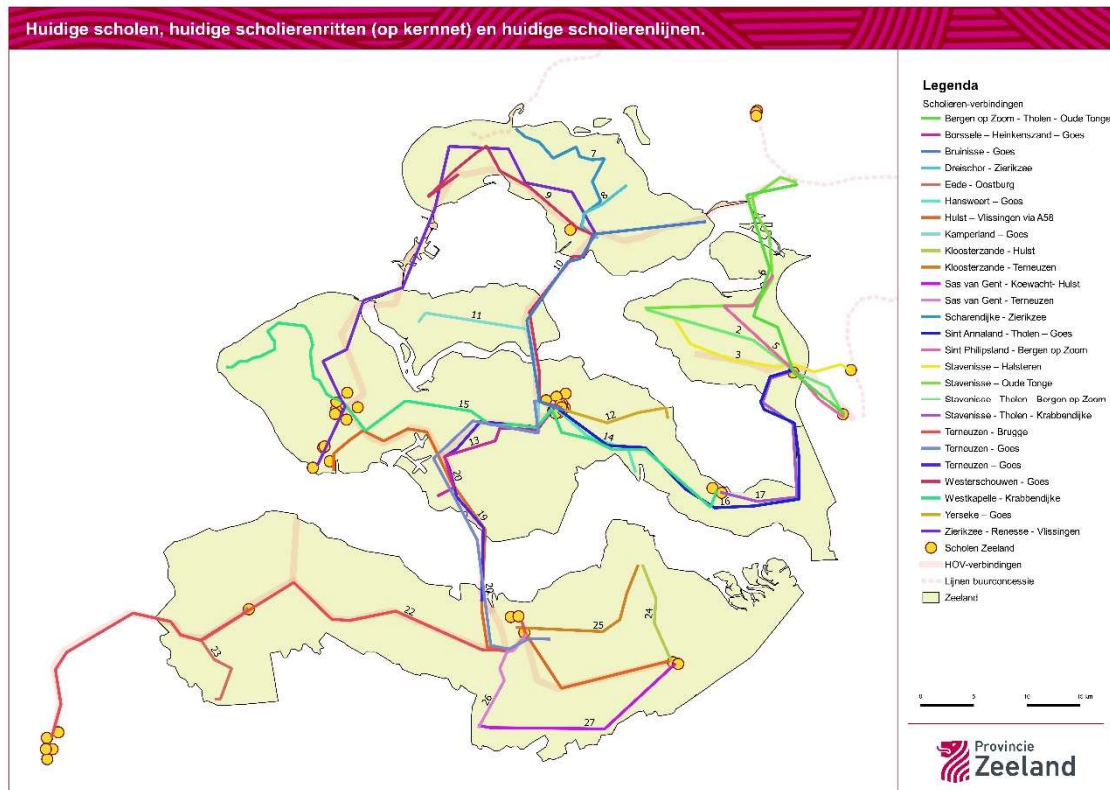 Huidige scholen, huidige scholierenritten (op kernnet) en huidige scholierenlijnen.
Legenda
Scholieren-verbindingen
Bergen op Zoom - Tholen - Oude Tonge
Borssele – Heinkenszand – Goes
Bruinisse - Goes
Dreischor - Zierikzee
Eede - Oostburg
Hansweert – Goes
Hulst – Vlissingen via A58
Kamperland – Goes
Kloosterzande - Hulst
Kloosterzande - Terneuzen
Sas van Gent - Koewacht- Hulst
Sas van Gent - Terneuzen
Scharendijke - Zierikzee
Sint Annaland - Tholen – Goes
Sint Philipsland - Bergen op Zoom
Stavenisse – Halsteren
Stavenisse - Oude Tonge
Stavenisse - Tholen - Bergen op Zoom
Stavenisse - Tholen - Krabbendijke
Terneuzen - Brugge
Terneuzen - Goes
Terneuzen – Goes
Westerschouwen - Goes
Westkapelle - Krabbendijke
Yerseke – Goes
Zierikzee - Renesse - Vlissingen
Scholen Zeeland
HOV-verbindingen
Lijnen buurconcessie
Zeeland
0 5 10 km
Provincie
Zeeland
7
8
9
1
10
6
11
2
5
3
15
12
13
14
20
16
17
19
24
25
22
23
26
27